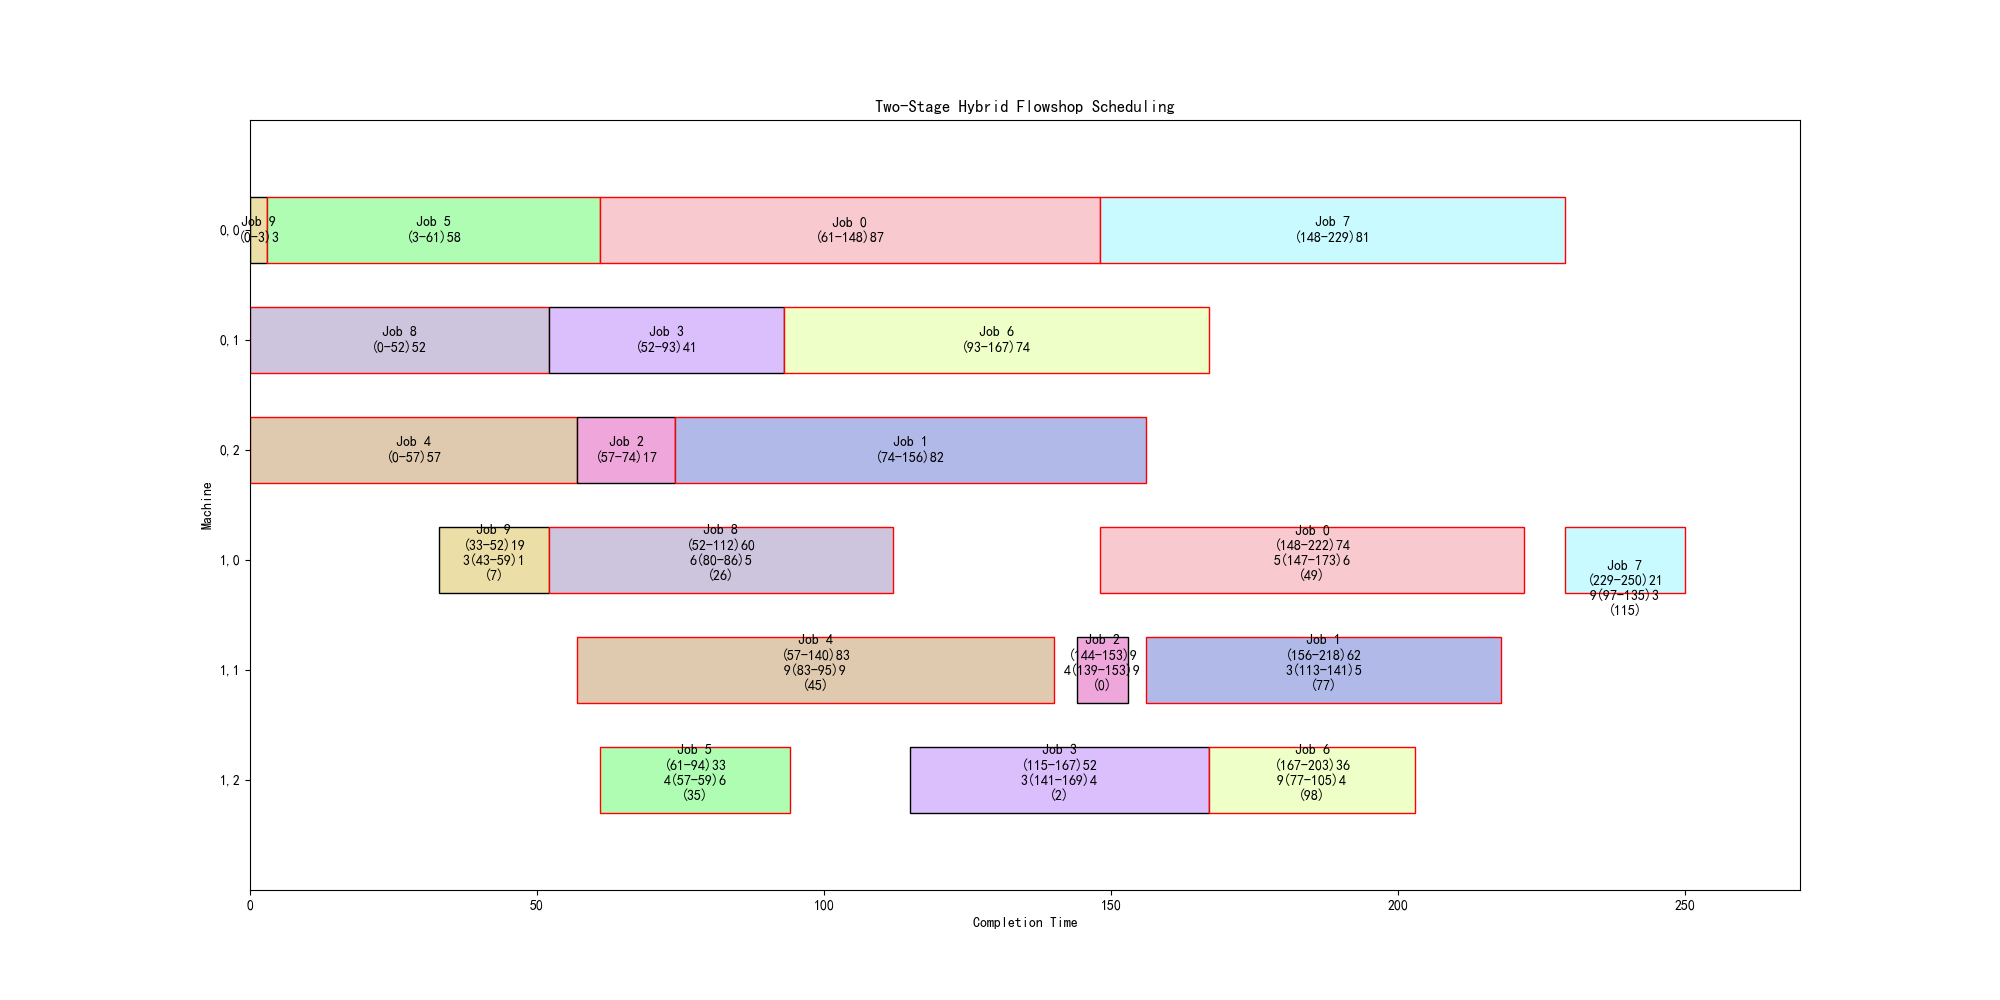 Two-Stage Hybrid Flowshop Scheduling
Machine
0,0
Job 9
(0-3)3
Job 5
(3-61)58
Job 0
(61-148)87
Job 7
(148-229)81
0,1
Job 8
(0-52)52
Job 3
(52-93)41
Job 6
(93-167)74
0,2
Job 4
(0-57)57
Job 2
(57-74)17
Job 1
(74-156)82
1,0
Job 9
(33-52)19
3(43-59)1
(7)
Job 8
(52-112)60
6(80-86)5
(26)
Job 0
(148-222)74
5(147-173)6
(49)
Job 7
(229-250)21
9(97-135)3
(115)
1,1
Job 4
(57-140)83
9(83-95)9
(45)
Job 2
(144-153)9
4(139-153)9
(0)
Job 1
(156-218)62
3(113-141)5
(77)
1,2
Job 5
(61-94)33
4(57-59)6
(35)
Job 3
(115-167)52
3(141-169)4
(2)
Job 6
(167-203)36
9(77-105)4
(98)
0
50
100
150
200
250
Completion Time